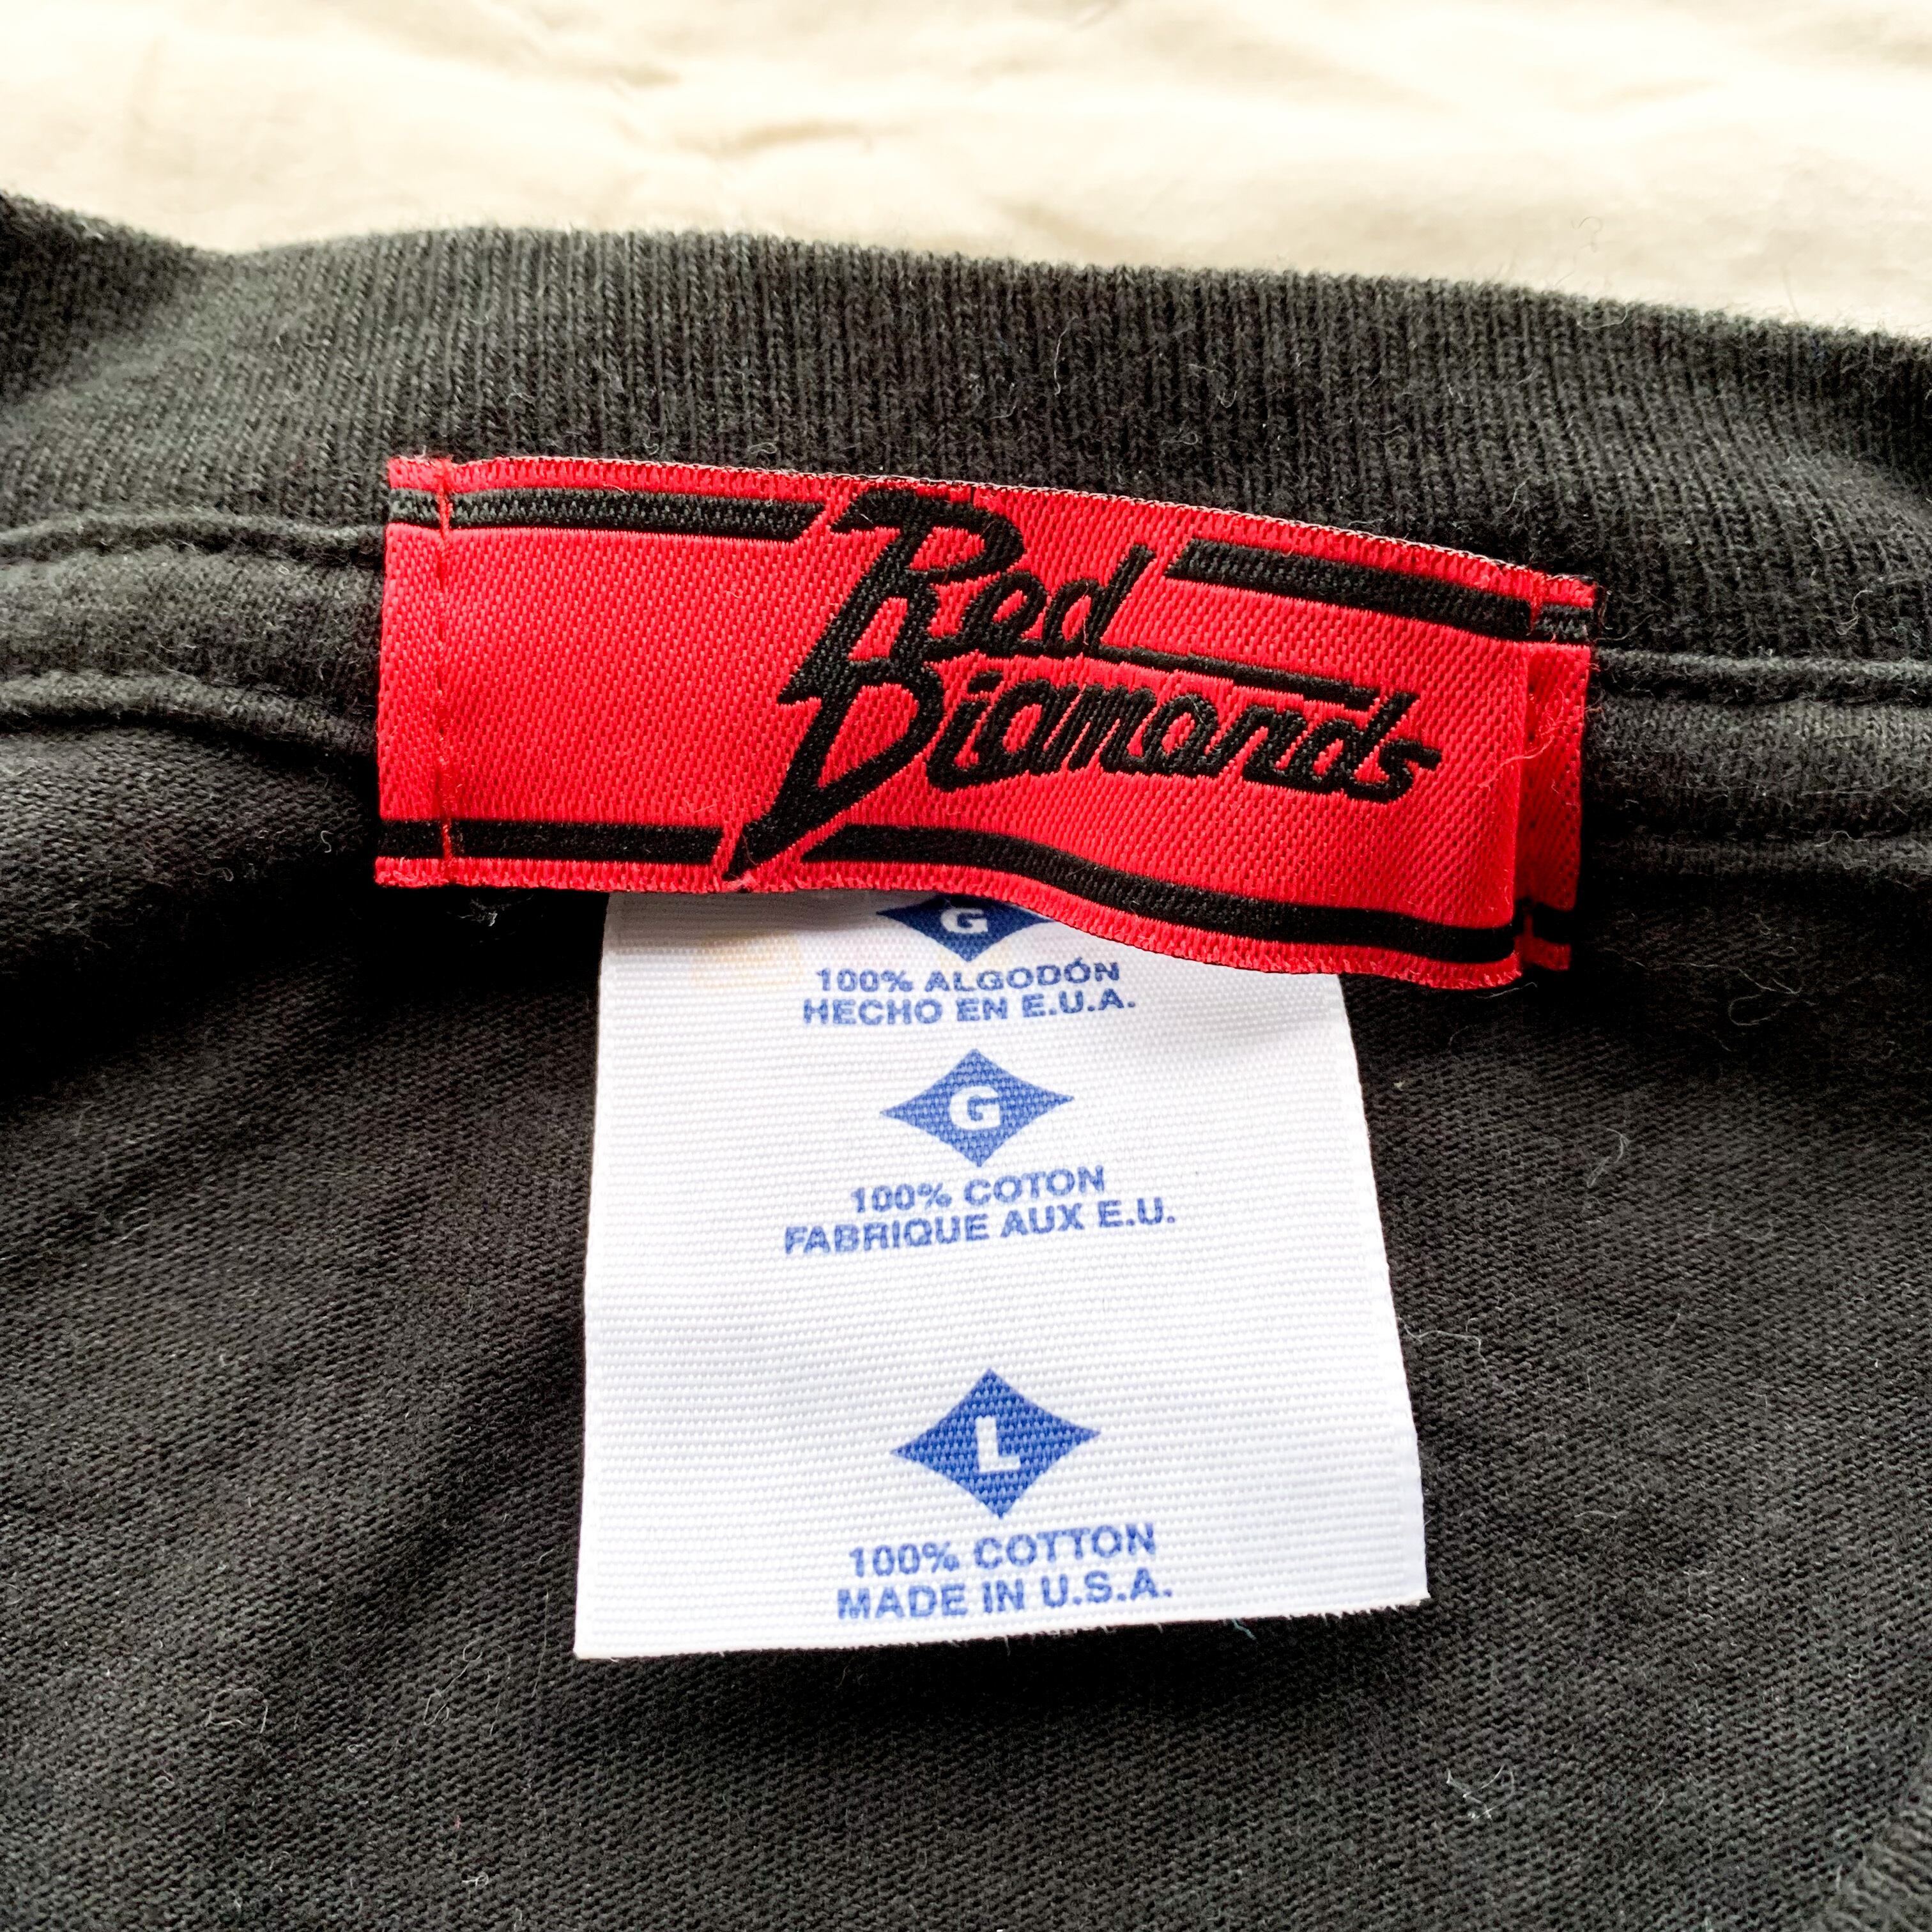 Red
Diamonds
G
100% ALGODÓN
HECHO EN E.U.A.
G
100% COTON
FABRIQUE AUX E.U.
L
100% COTTON
MADE IN U.S.A.